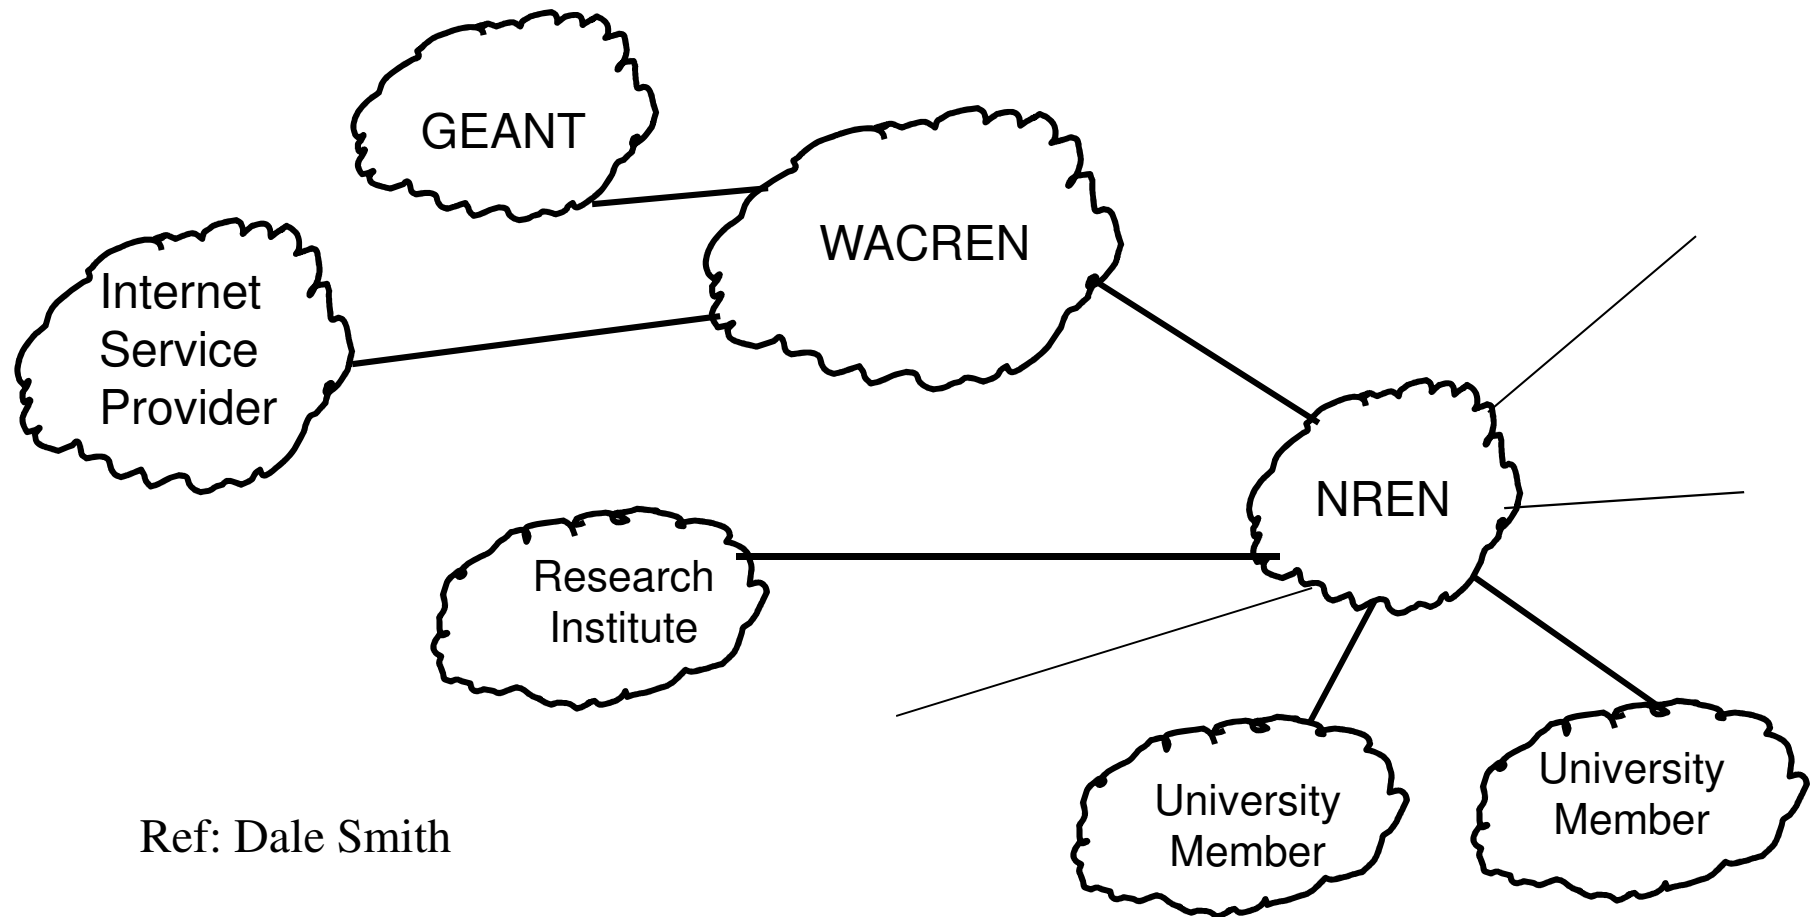 GEANT
WACREN
Internet
Service
Provider
NREN
Research
Institute
University
Member
University
Member
Ref: Dale Smith